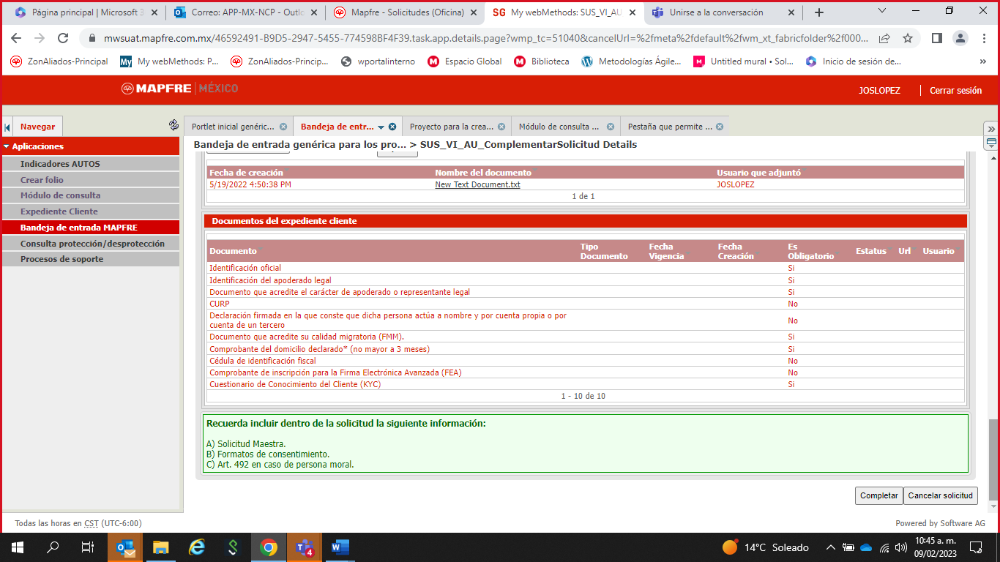 Página principal | Microsoft 3
Correo: APP-MX-NCP - Outlo
Mapfre - Solicitudes (Oficina)
SG My webMethods: SUS_VI_AU
Unirse a la conversación
mwsuat.mapfre.com.mx/46592491-B9D5-2947-5455-774598BF4F39.task.app.details.page?wmp_tc=51040&cancelUrl=%2fmeta%2fdefault%2fwm_xt_fabricfolder%2f000...
ZonAliados-Principal
My webMethods: P...
ZonAliados-Princip...
wportalinterno
Espacio Global
Biblioteca
Metodologías Ágile...
Untitled mural • Sol...
Inicio de sesión de...
MAPFRE | MÉXICO
JOSLOPEZ
Cerrar sesión
Navegar
Portlet inicial genéric...
Bandeja de entr...
Proyecto para la crea...
Módulo de consulta ...
Pestaña que permite ...
Aplicaciones
Indicadores AUTOS
Crear folio
Módulo de consulta
Expediente Cliente
Bandeja de entrada MAPFRE
Consulta protección/desprotección
Procesos de soporte
Bandeja de entrada genérica para los pro... > SUS_VI_AU_ComplementarSolicitud Details
Fecha de creación Nombre del documento Usuario que adjuntó
5/19/2022 4:50:38 PM New Text Document.txt JOSLOPEZ
1 de 1
Documentos del expediente cliente
Documento Tipo Documento Fecha Vigencia Fecha Creación Es Obligatorio Estatus Url Usuario
Identificación oficial Si
Identificación del apoderado legal Si
Documento que acredite el carácter de apoderado o representante legal Si
CURP No
Declaración firmada en la que conste que dicha persona actúa a nombre y por cuenta propia o por
cuenta de un tercero No
Documento que acredite su calidad migratoria (FMM). Si
Comprobante del domicilio declarado* (no mayor a 3 meses) Si
Cédula de identificación fiscal No
Comprobante de inscripción para la Firma Electrónica Avanzada (FEA) No
Cuestionario de Conocimiento del Cliente (KYC) Si
1 - 10 de 10
Recuerda incluir dentro de la solicitud la siguiente información:
A) Solicitud Maestra.
B) Formatos de consentimiento.
C) Art. 492 en caso de persona moral.
Completar
Cancelar solicitud
Todas las horas en CST (UTC-6:00)
Powered by Software AG
4
14°C Soleado
10:45 a. m.
09/02/2023